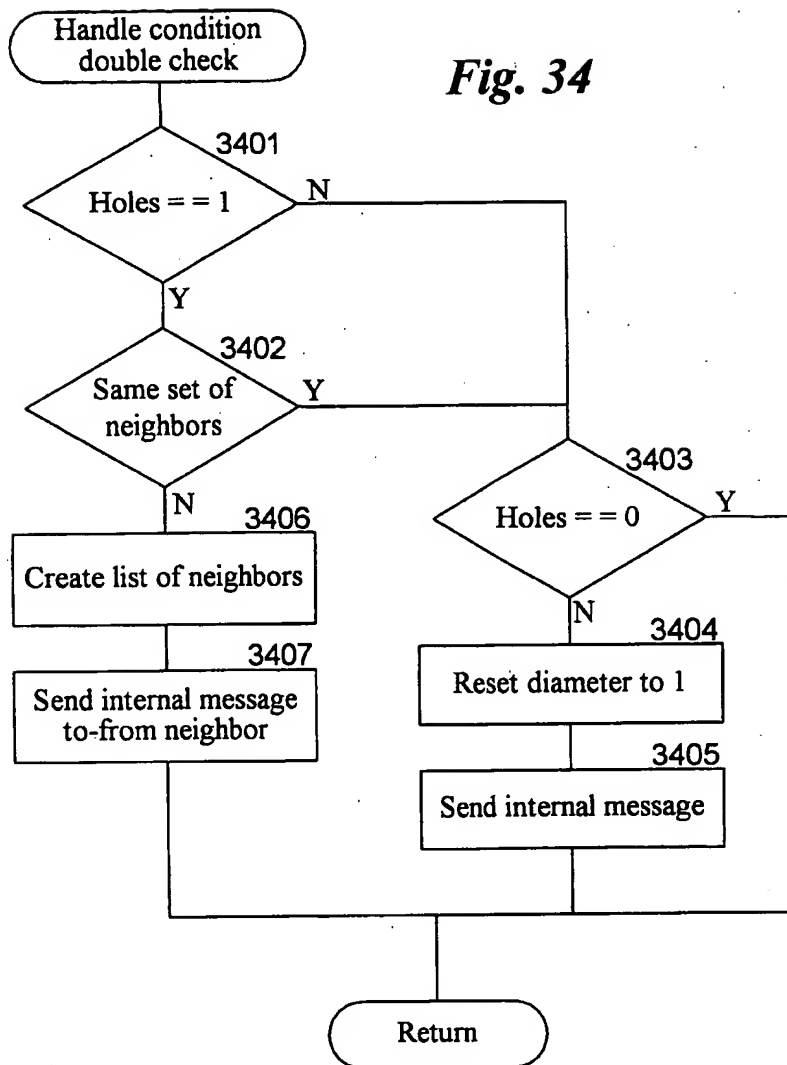 Handle condition
double check
Fig. 34
3401
Holes = = 1
N
Y
3402
Same set of
neighbors
Y
N
3403
Holes = = 0
Y
N
3406
Create list of neighbors
3404
Reset diameter to 1
3407
Send internal message
to-from neighbor
3405
Send internal message
Return